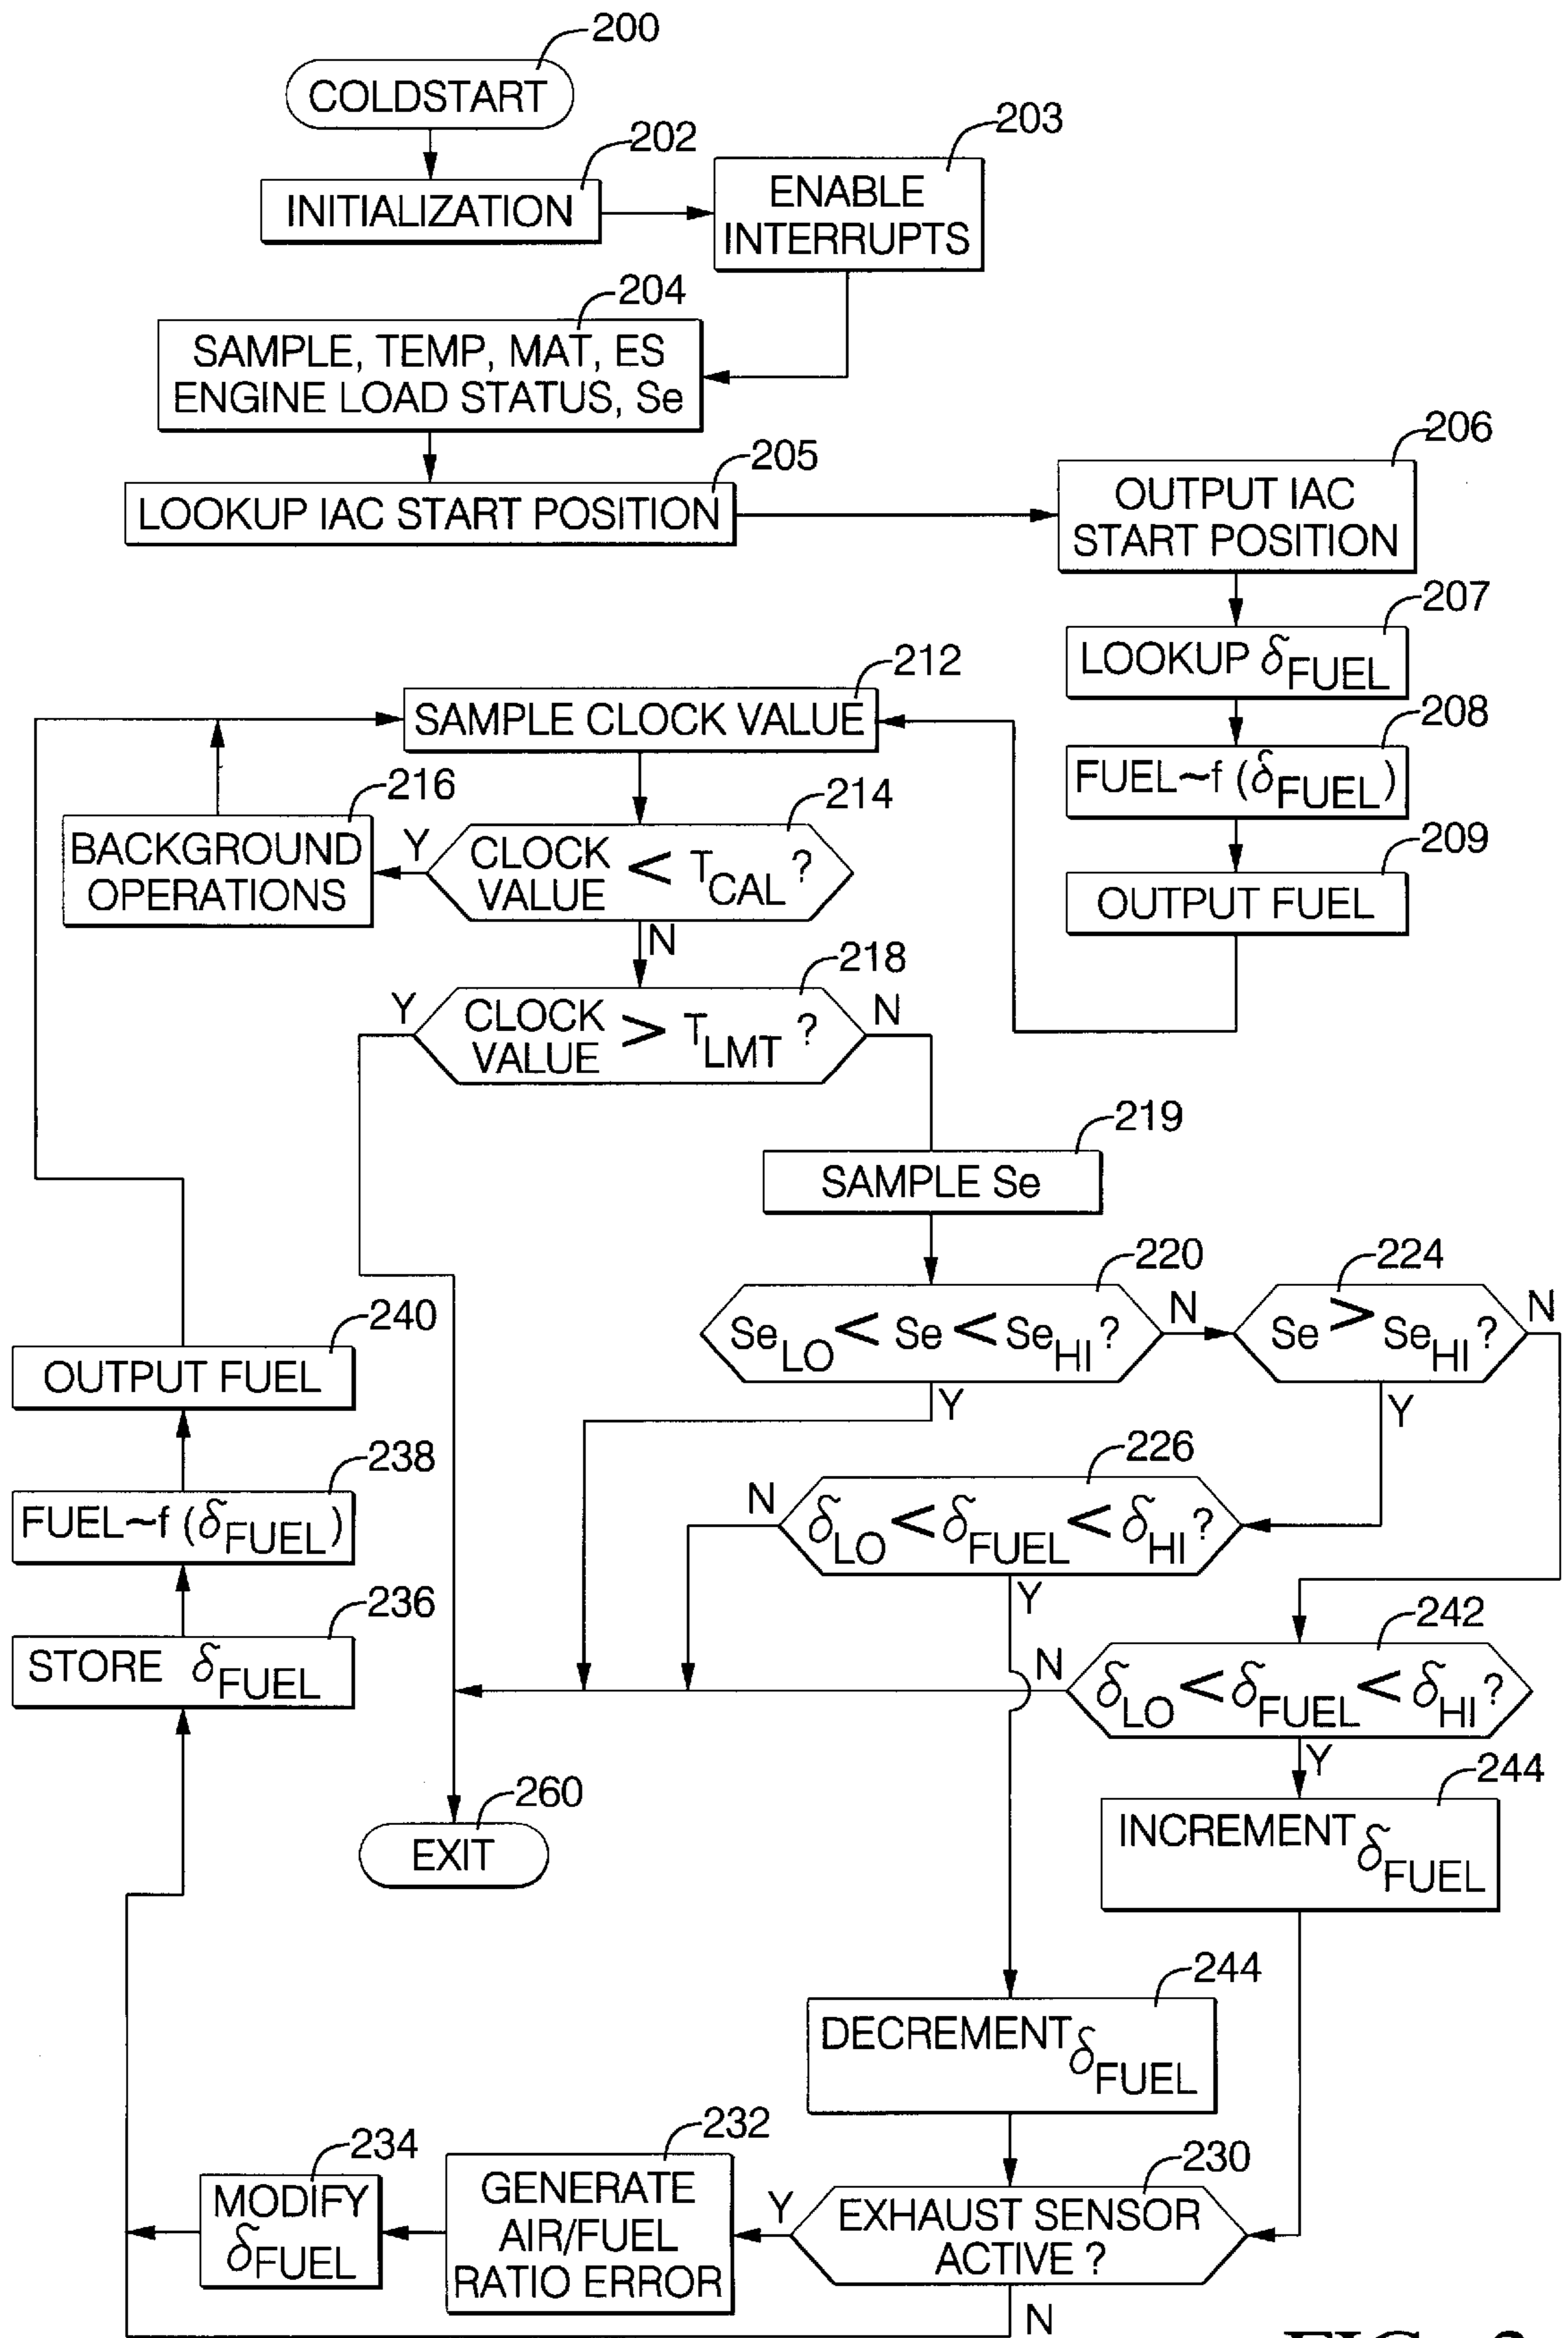 200
COLDSTART
202
INITIALIZATION
203
ENABLE
INTERRUPTS
204
SAMPLE, TEMP, MAT, ES
ENGINE LOAD STATUS, Se
205
LOOKUP IAC START POSITION
206
OUTPUT IAC
START POSITION
207
LOOKUP δFUEL
208
FUEL~f (δFUEL)
209
OUTPUT FUEL
212
SAMPLE CLOCK VALUE
214
CLOCK
VALUE < TCAL ?
Y
N
216
BACKGROUND
OPERATIONS
218
CLOCK
VALUE > TLMT ?
Y
N
219
SAMPLE Se
220
SeLO < Se < SeHI ?
N
Y
224
Se > SeHI ?
N
Y
226
δLO < δFUEL < δHI ?
N
Y
242
δLO < δFUEL < δHI ?
N
Y
244
INCREMENT δFUEL
244
DECREMENT δFUEL
230
EXHAUST SENSOR
ACTIVE ?
Y
N
232
GENERATE
AIR/FUEL
RATIO ERROR
234
MODIFY
δFUEL
236
STORE δFUEL
238
FUEL~f (δFUEL)
240
OUTPUT FUEL
260
EXIT